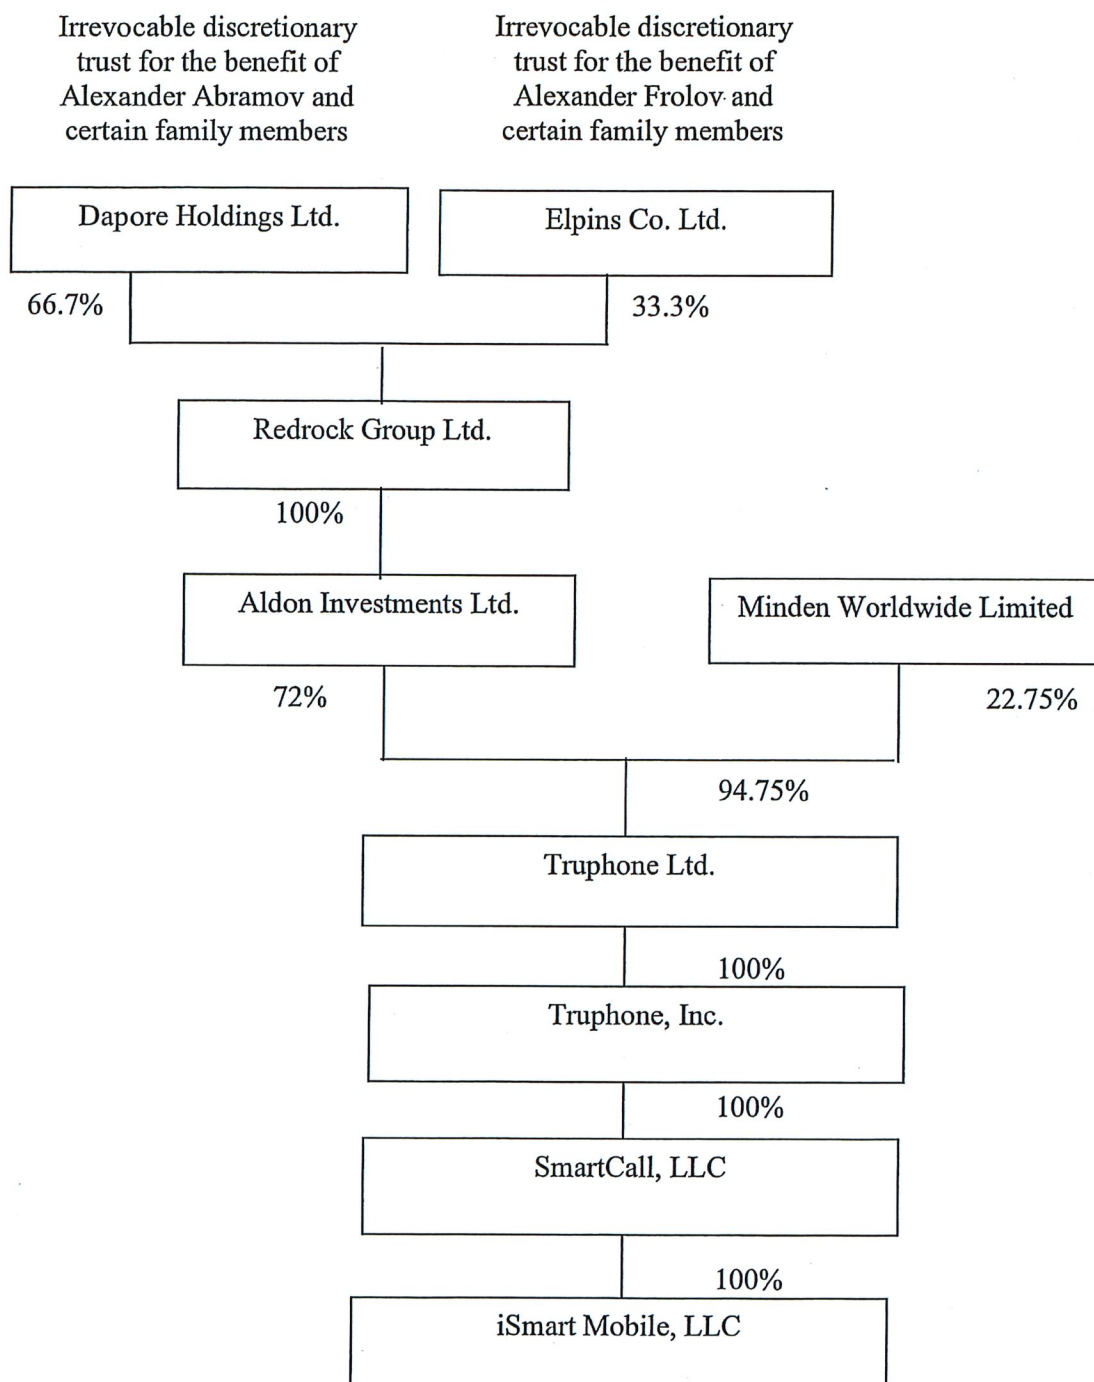 Irrevocable discretionary
trust for the benefit of
Alexander Abramov and
certain family members
Irrevocable discretionary
trust for the benefit of
Alexander Frolov and
certain family members
Dapore Holdings Ltd.
Elpins Co. Ltd.
66.7%
33.3%
Redrock Group Ltd.
100%
Aldon Investments Ltd.
Minden Worldwide Limited
72%
22.75%
94.75%
Truphone Ltd.
100%
Truphone, Inc.
100%
SmartCall, LLC
100%
iSmart Mobile, LLC